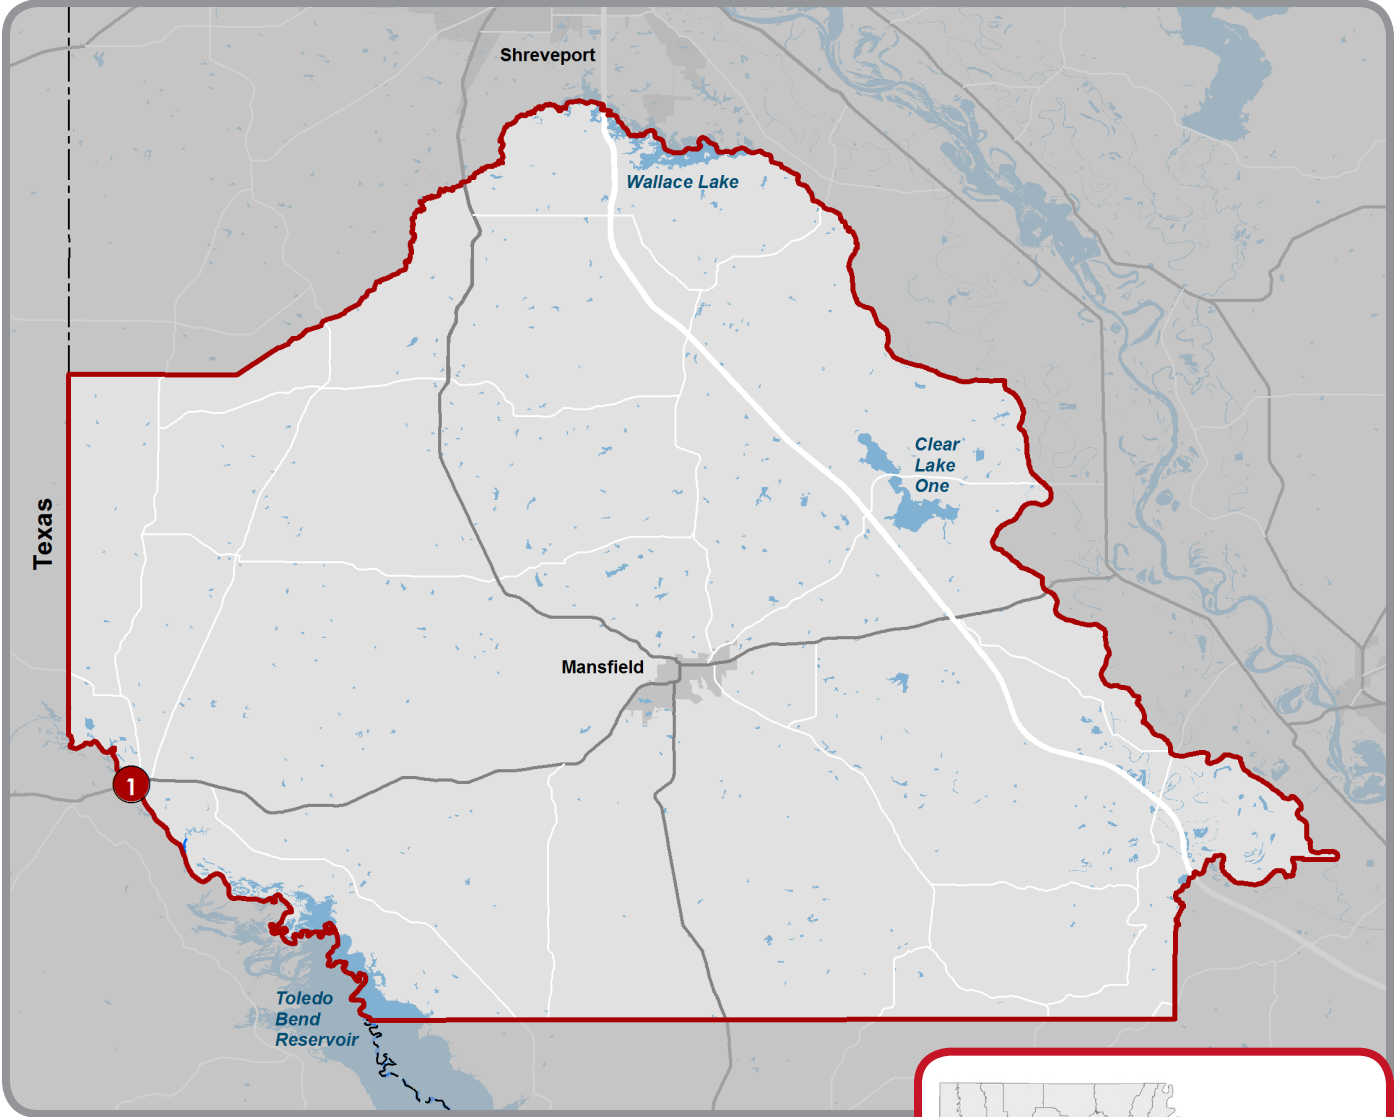 Shreveport
Wallace Lake
Clear
Lake
One
Texas
Mansfield
1
Toledo
Bend
Reservoir